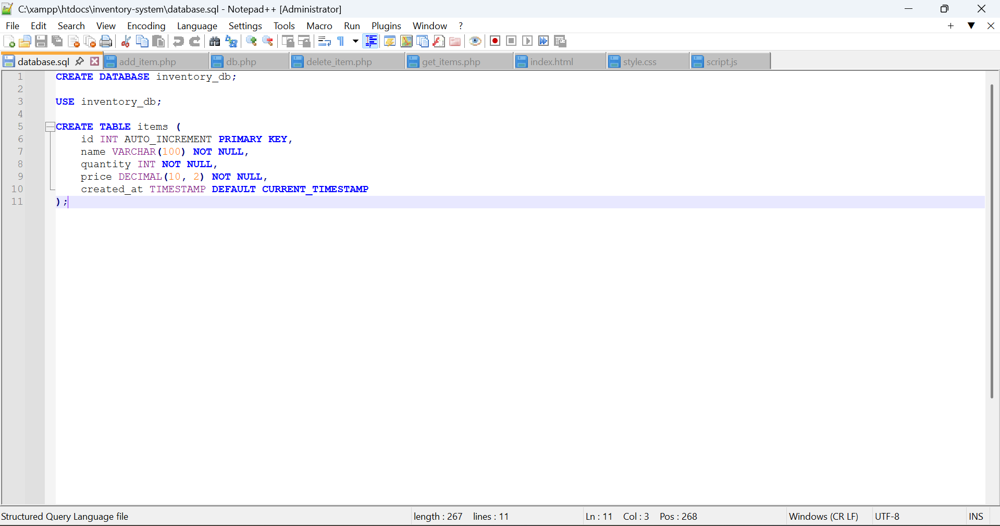 C:\xampp\htdocs\inventory-system\database.sql - Notepad++ [Administrator]
File Edit Search View Encoding Language Settings Tools Macro Run Plugins Window ?
database.sql add_item.php db.php delete_item.php get_items.php index.html style.css script.js
1 CREATE DATABASE inventory_db;
2
3 USE inventory_db;
4
5 CREATE TABLE items (
6 id INT AUTO_INCREMENT PRIMARY KEY,
7 name VARCHAR(100) NOT NULL,
8 quantity INT NOT NULL,
9 price DECIMAL(10, 2) NOT NULL,
10 created_at TIMESTAMP DEFAULT CURRENT_TIMESTAMP
11 );
Structured Query Language file length : 267 lines : 11 Ln : 11 Col : 3 Pos : 268 Windows (CR LF) UTF-8 INS